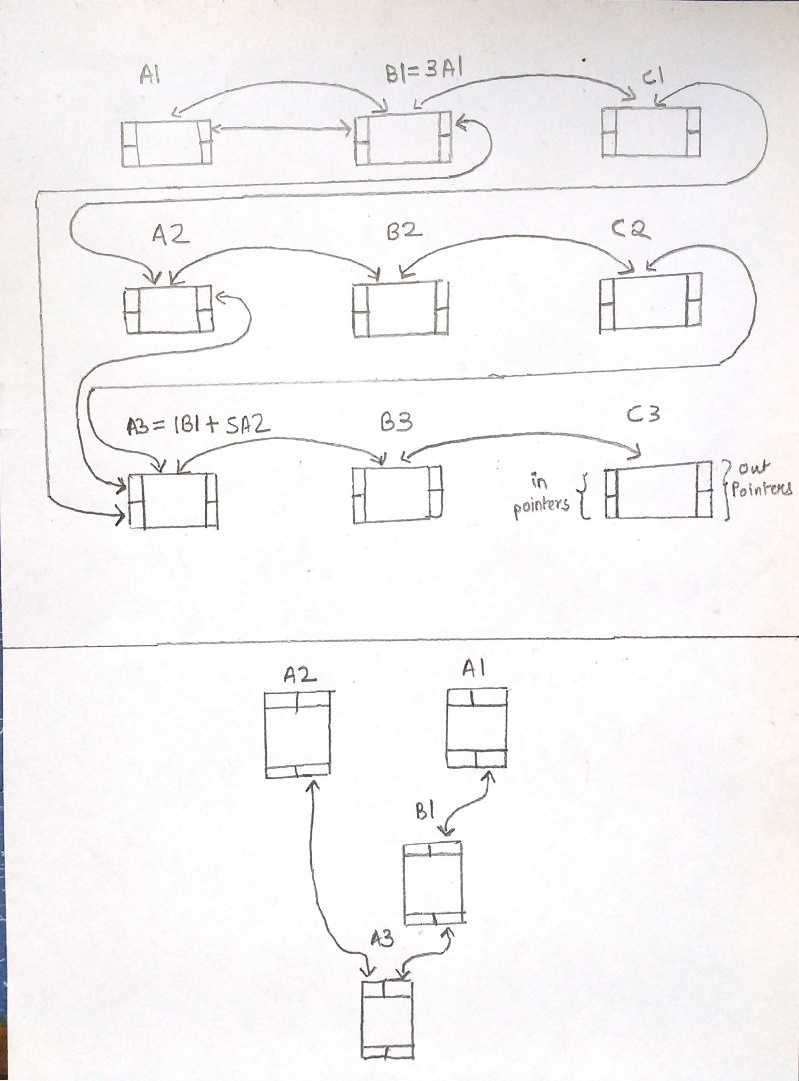 A1 B1=3A1 C1
A2 B2 C2
A3=1B1+5A2 B3 C3
in
pointers
out
Pointers
A2 A1
B1
A3